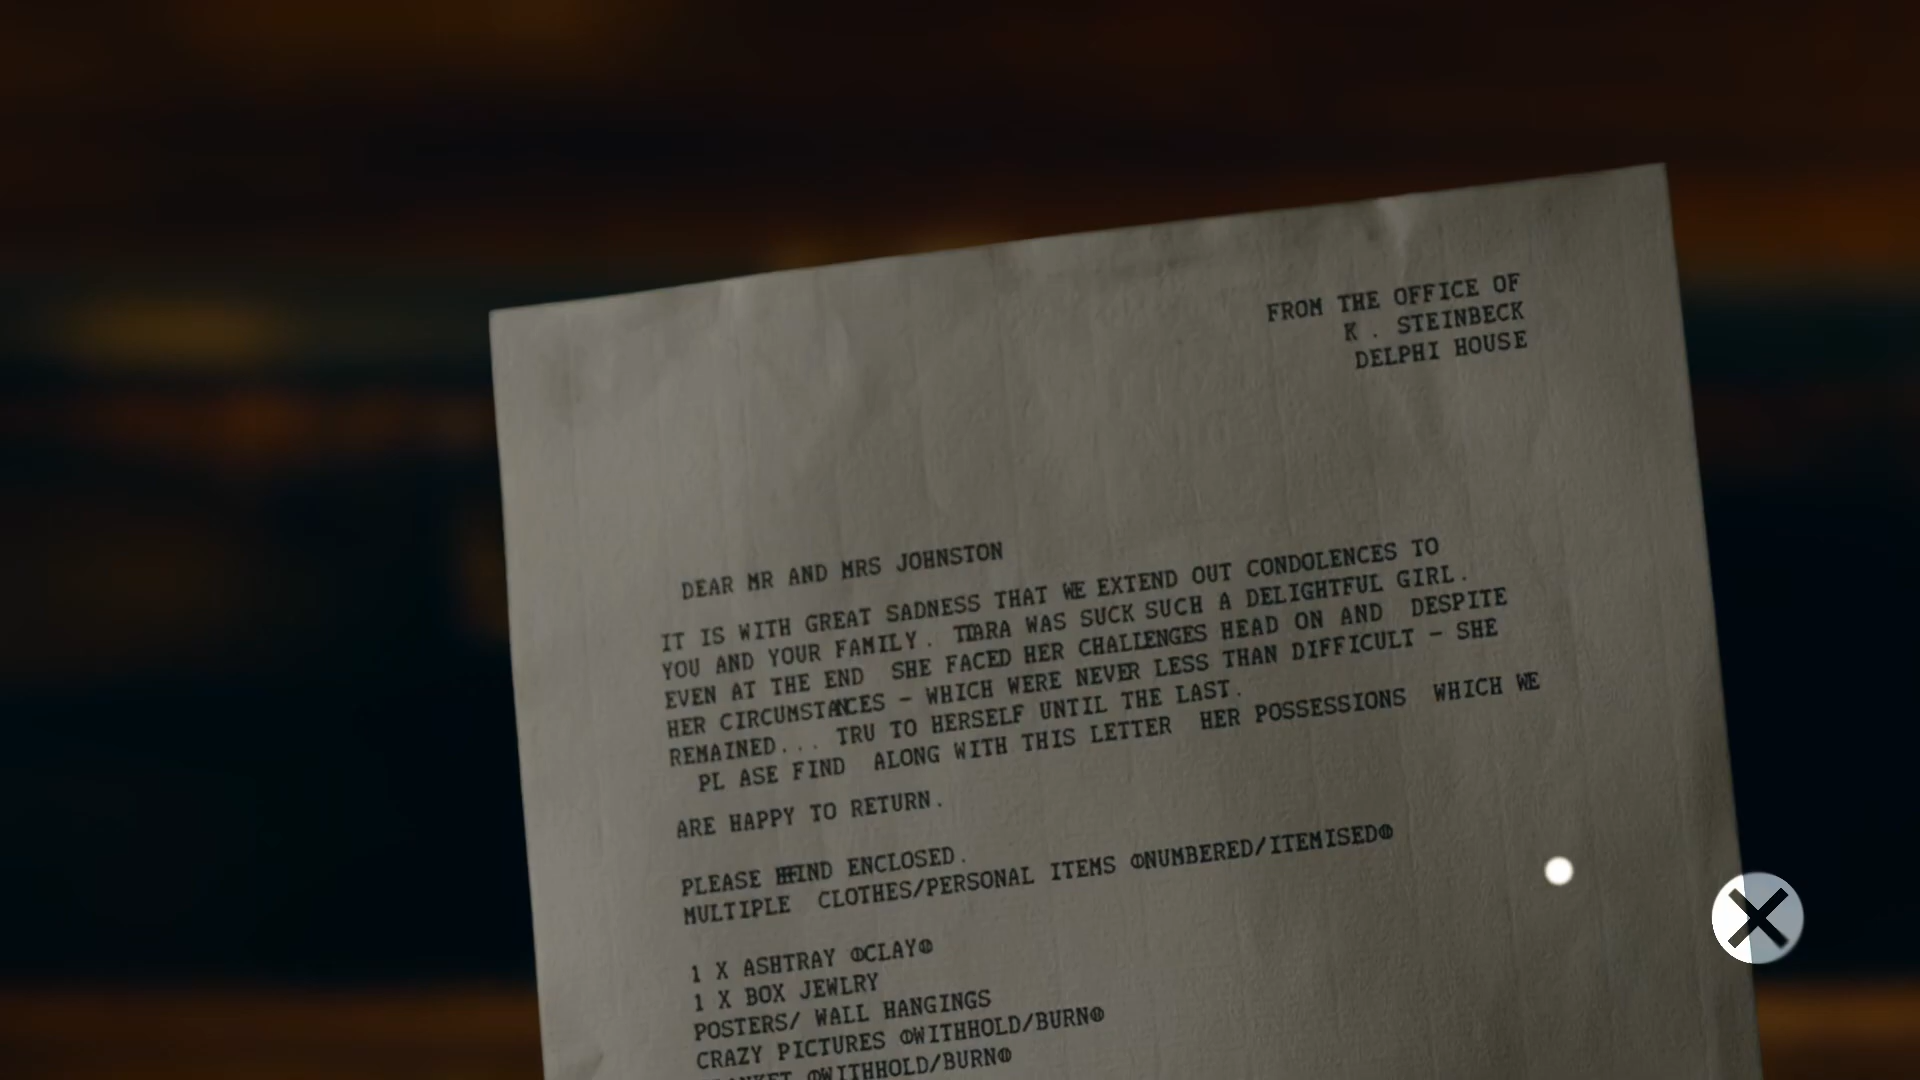 FROM THE OFFICE OF
K . STEINBECK
DELPHI HOUSE
DEAR MR AND MRS JOHNSTON
IT IS WITH GREAT SADNESS THAT WE EXTEND OUT CONDOLENCES TO
YOU AND YOUR FAMILY. TIARA WAS SUCK SUCH A DELIGHTFUL GIRL.
EVEN AT THE END SHE FACED HER CHALLENGES HEAD ON AND DESPITE
HER CIRCUMSTANCES - WHICH WERE NEVER LESS THAN DIFFICULT - SHE
REMAINED... TRU TO HERSELF UNTIL THE LAST.
PL ASE FIND ALONG WITH THIS LETTER HER POSSESSIONS WHICH WE
ARE HAPPY TO RETURN.
PLEASE FIND ENCLOSED.
MULTIPLE CLOTHES/PERSONAL ITEMS NUMBERED/ITEMISED
1 X ASHTRAY CLAY
1 X BOX JEWLRY
POSTERS/ WALL HANGINGS
CRAZY PICTURES WITHHOLD/BURN
WITHHOLD/BURN